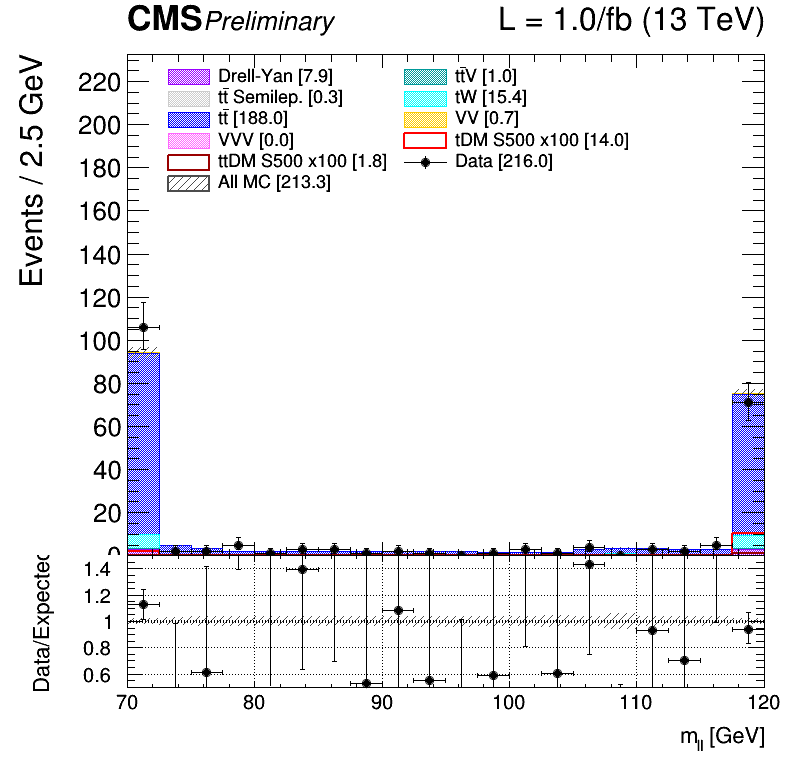 CMS Preliminary L = 1.0/fb (13 TeV)
Events / 2.5 GeV
Drell-Yan [7.9]
tt̄ Semilep. [0.3]
tt̄ [188.0]
VVV [0.0]
ttDM S500 x100 [1.8]
All MC [213.3]
tt̄V [1.0]
tW [15.4]
VV [0.7]
tDM S500 x100 [14.0]
Data [216.0]
220
200
180
160
140
120
100
80
60
40
20
0
Data/Expected
1.4
1.2
1
0.8
0.6
70 80 90 100 110 120
m_ll [GeV]